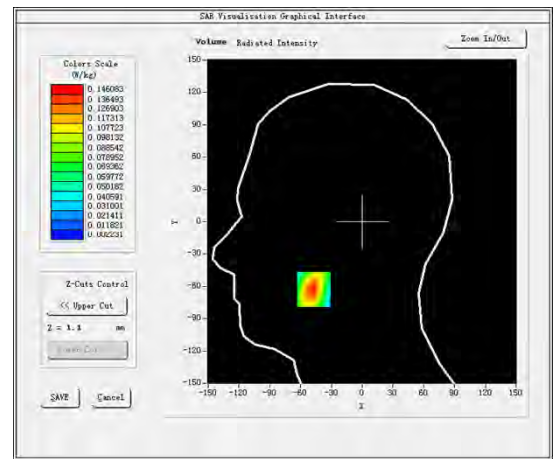 SAR Visualisation Graphical Interface
Volume Radiated Intensity
Zoom In/Out
Colors Scale
(W/kg)
0.146083
0.136493
0.126903
0.117313
0.107723
0.098132
0.088542
0.078952
0.069362
0.059772
0.050182
0.040591
0.031001
0.021411
0.011821
0.002231
Z-Cuts Control
<< Upper Cut
Z = 1.1 mm
SAVE
Cancel
150
120
90
60
30
0
-30
-60
-90
-120
-150
Y
-150 -120 -90 -60 -30 0 30 60 90 120 150
X